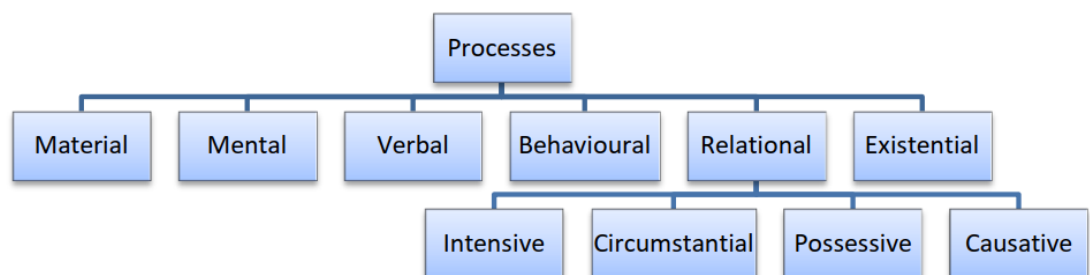 Processes
Material
Mental
Verbal
Behavioural
Relational
Existential
Intensive
Circumstantial
Possessive
Causative